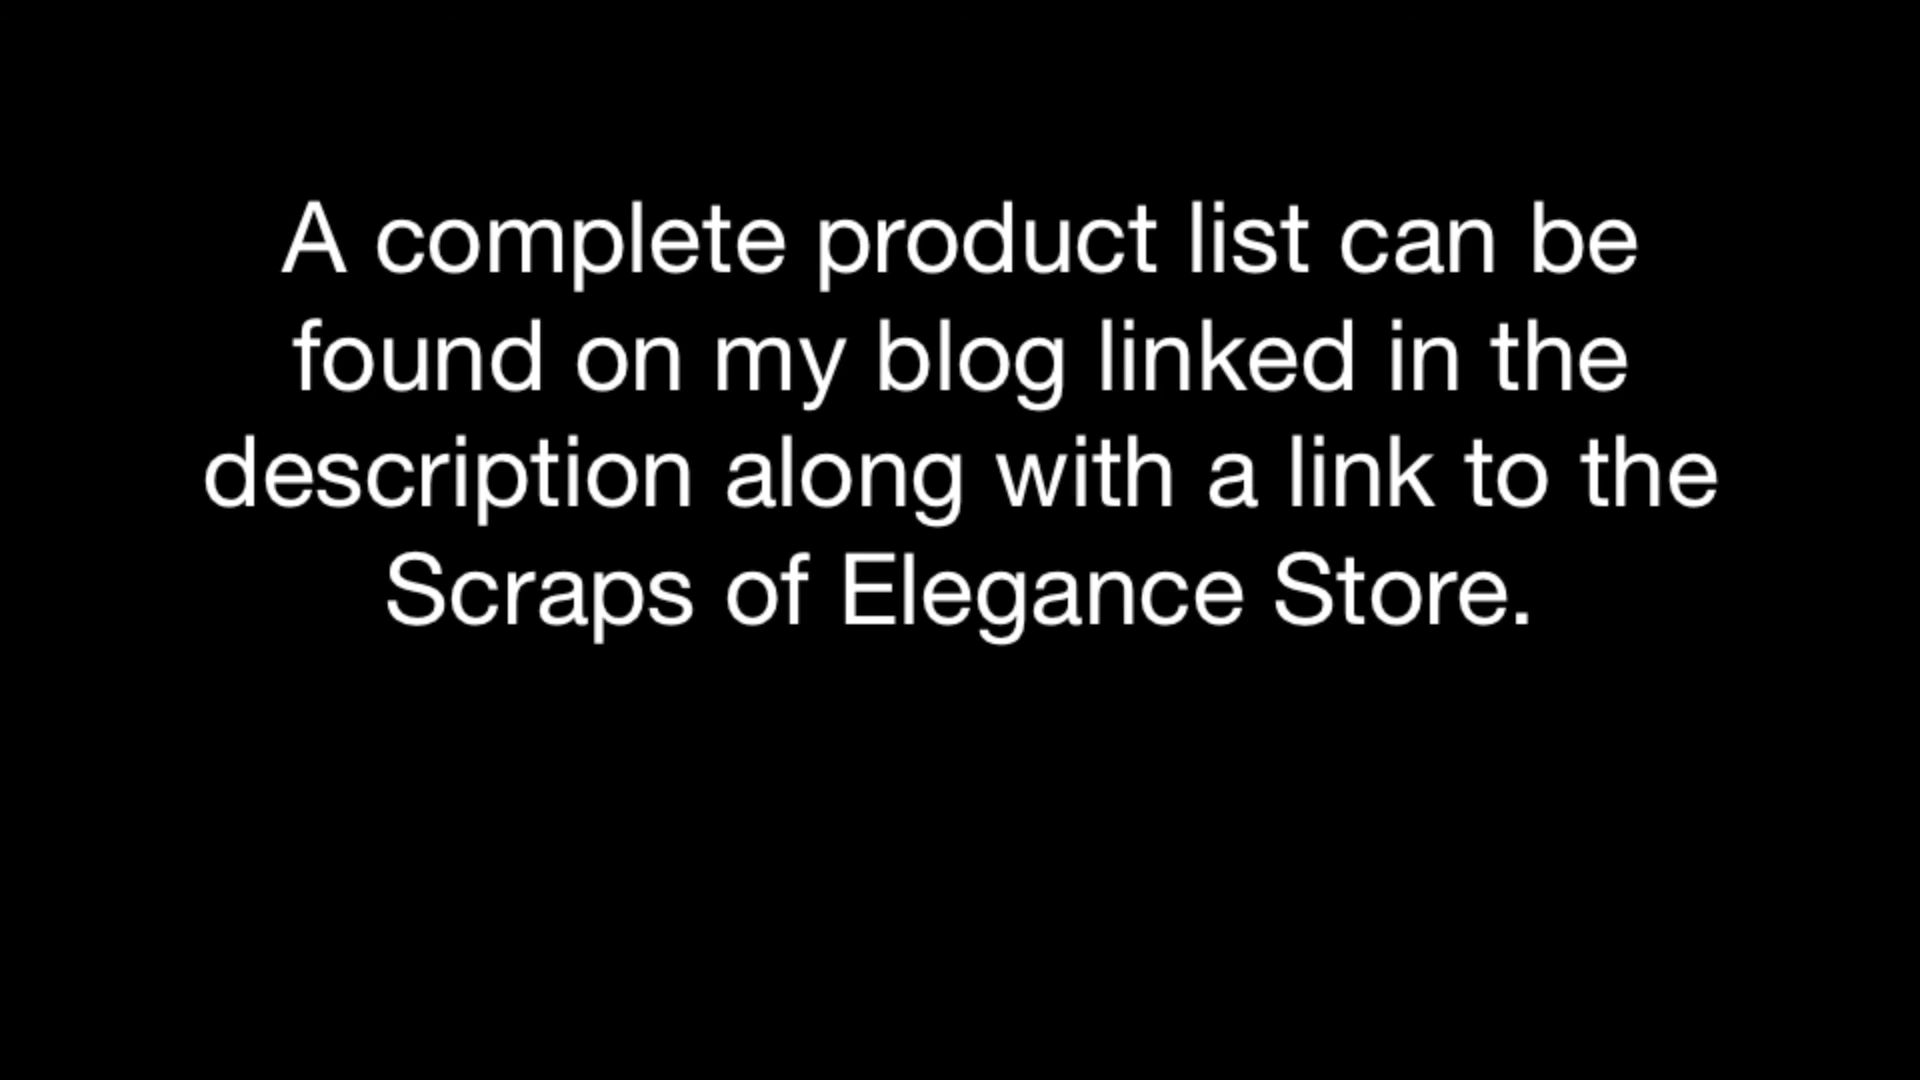 A complete product list can be
found on my blog linked in the
description along with a link to the
Scraps of Elegance Store.